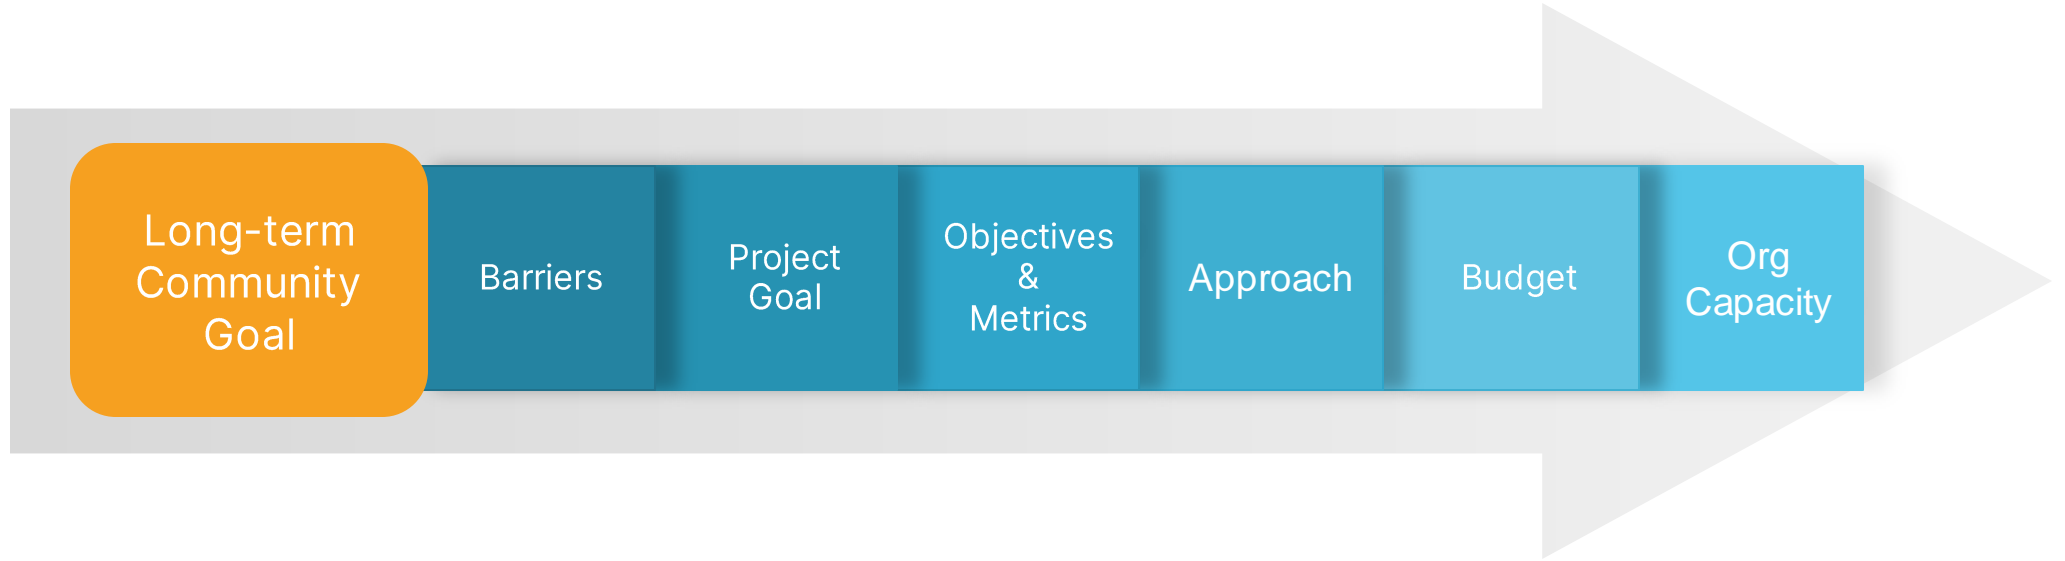 Long-term
Community
Goal
Barriers
Project
Goal
Objectives
&
Metrics
Approach
Budget
Org
Capacity